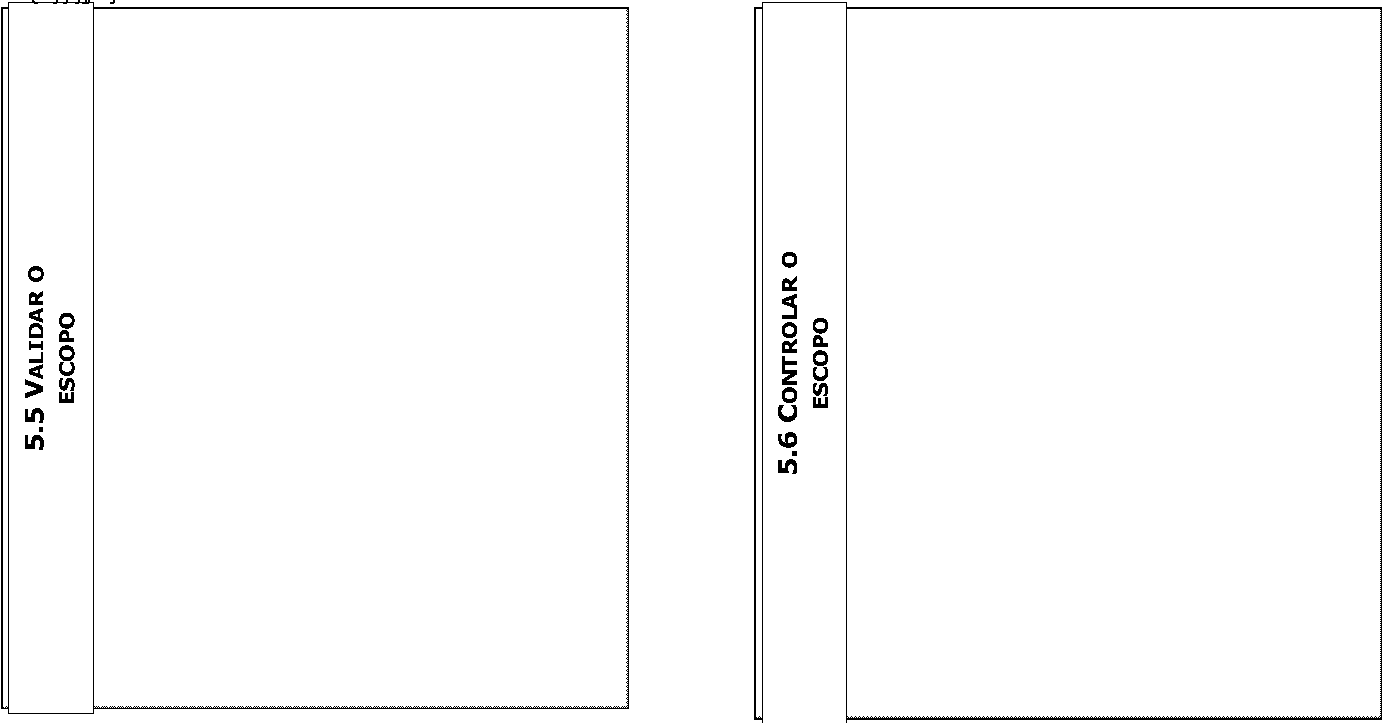 5.5 VALIDAR O
ESCOPO
5.6 CONTROLAR O
ESCOPO